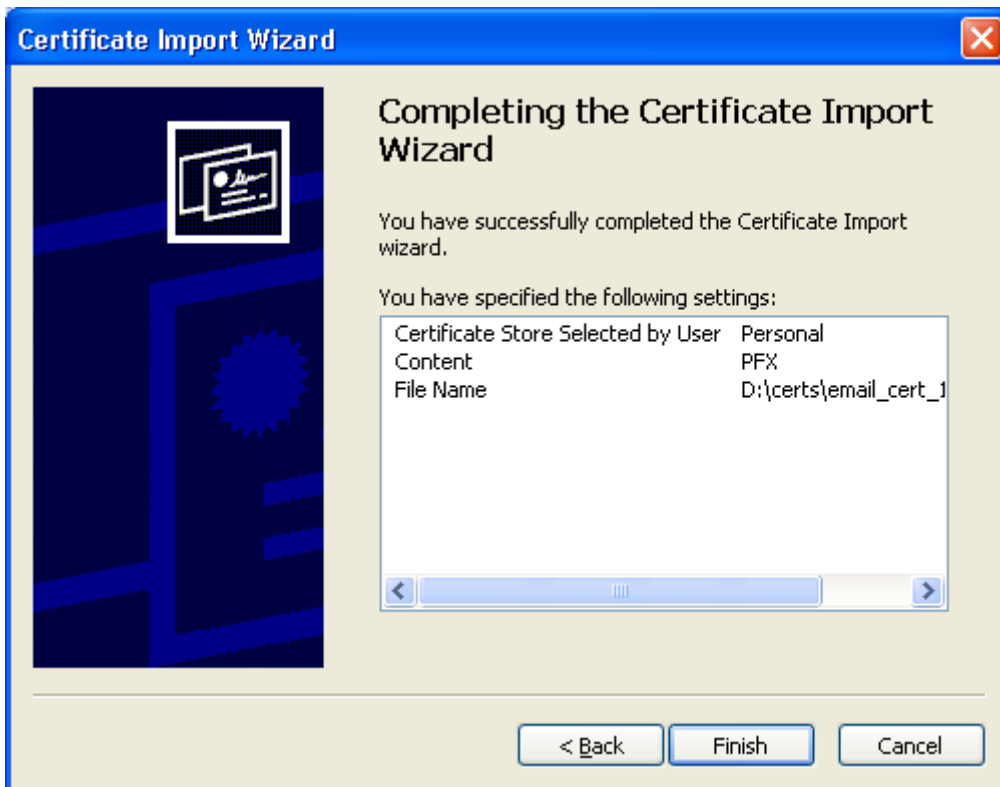 Certificate Import Wizard
Completing the Certificate Import
Wizard
You have successfully completed the Certificate Import
wizard.
You have specified the following settings:
Certificate Store Selected by User Personal
Content PFX
File Name D:\certs\email_cert_1
< Back Finish Cancel